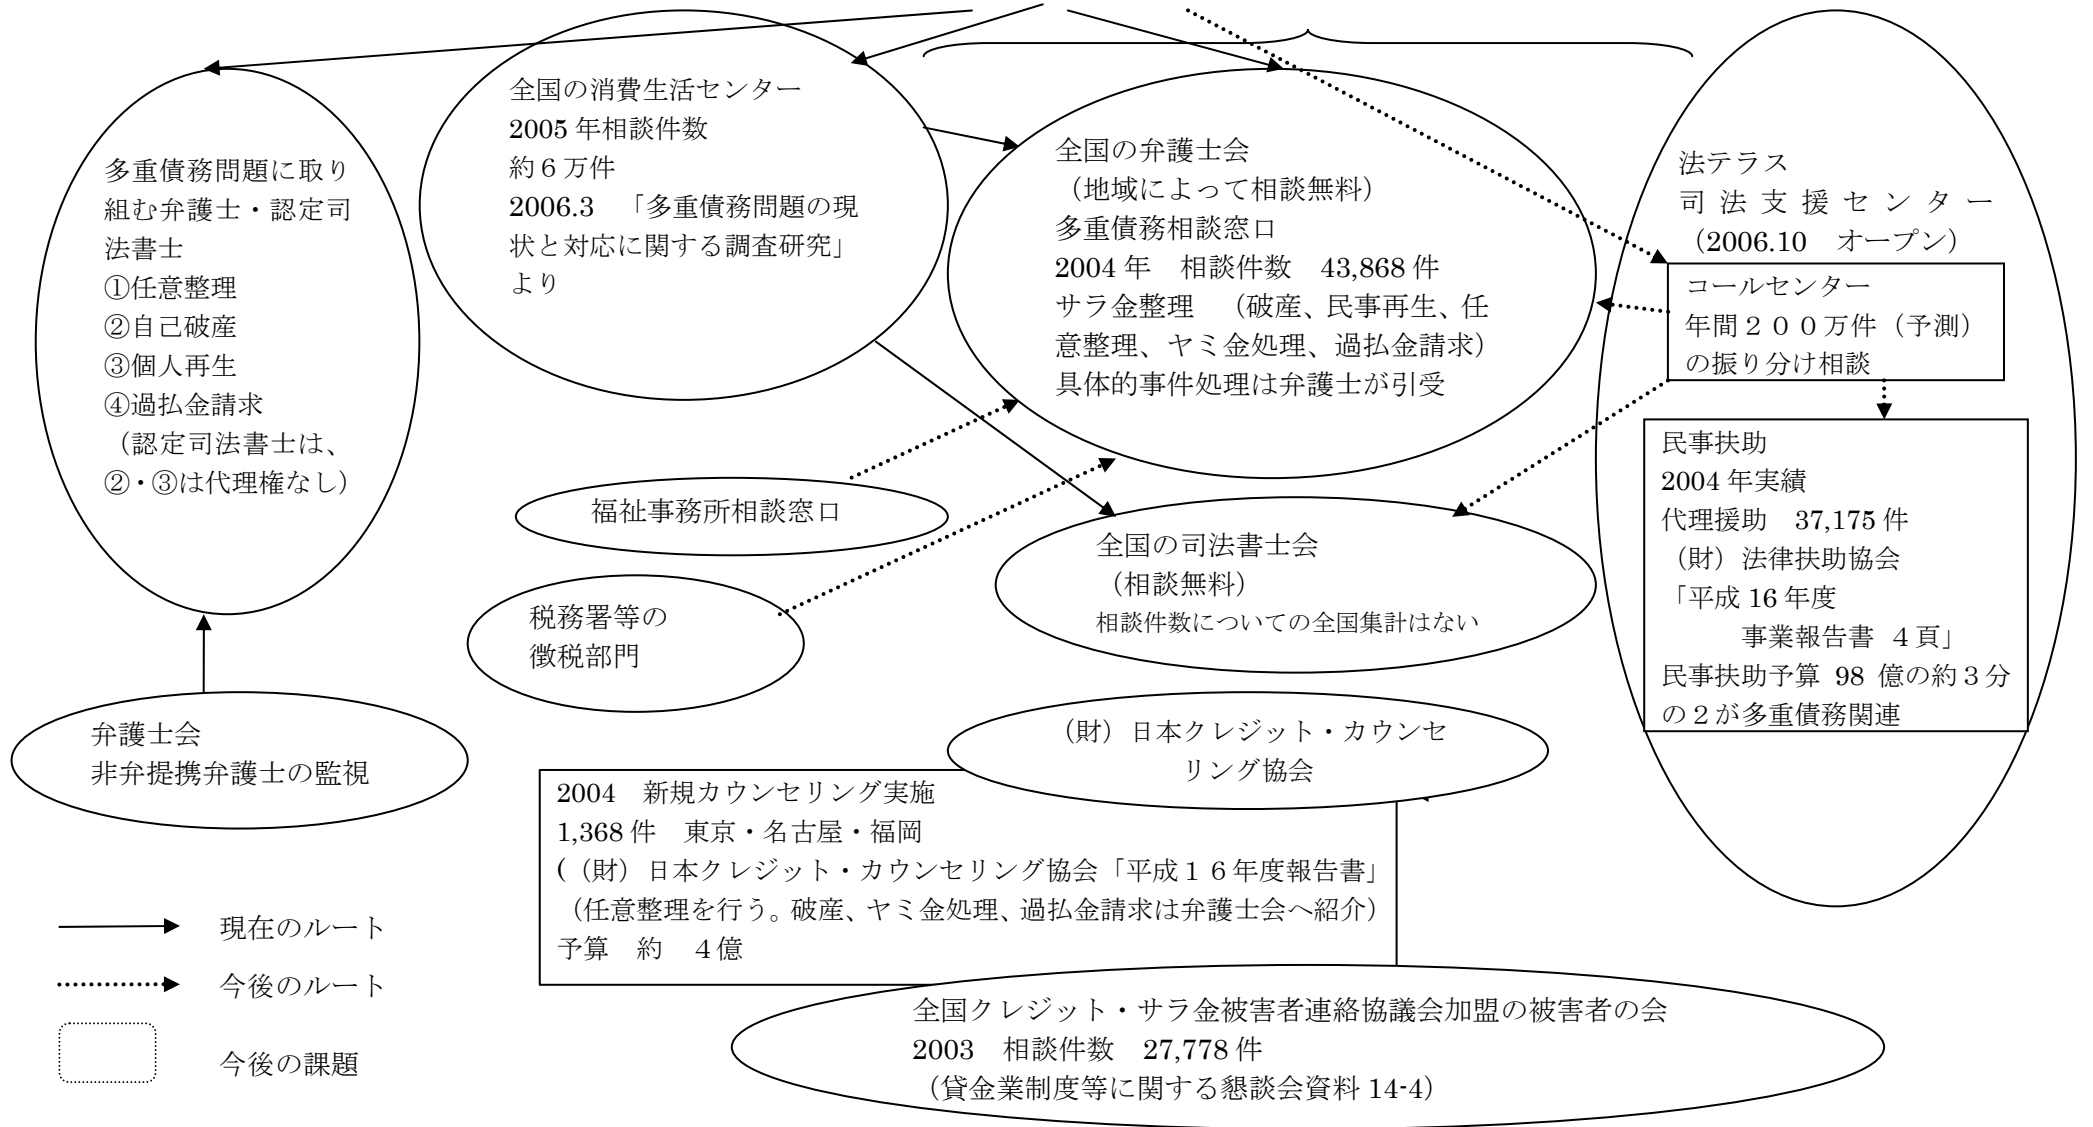 多重債務問題に取り
組む弁護士・認定司
法書士
①任意整理
②自己破産
③個人再生
④過払金請求
（認定司法書士は、
②・③は代理権なし）
全国の消費生活センター
2005 年相談件数
約６万件
2006.3　「多重債務問題の現
状と対応に関する調査研究」
より
全国の弁護士会
（地域によって相談無料）
多重債務相談窓口
2004 年　相談件数　43,868 件
サラ金整理　（破産、民事再生、任
意整理、ヤミ金処理、過払金請求）
具体的事件処理は弁護士が引受
法テラス
司法支援センター
（2006.10　オープン）
コールセンター
年間２００万件（予測）
の振り分け相談
民事扶助
2004 年実績
代理援助　37,175 件
（財）法律扶助協会
「平成 16 年度
事業報告書 ４頁」
民事扶助予算 98 億の約３分
の２が多重債務関連
福祉事務所相談窓口
税務署等の
徴税部門
全国の司法書士会
（相談無料）
相談件数についての全国集計はない
弁護士会
非弁提携弁護士の監視
（財）日本クレジット・カウンセ
リング協会
2004　新規カウンセリング実施
1,368 件　東京・名古屋・福岡
(（財）日本クレジット・カウンセリング協会「平成１６年度報告書」
（任意整理を行う。破産、ヤミ金処理、過払金請求は弁護士会へ紹介）
予算　約　４億
全国クレジット・サラ金被害者連絡協議会加盟の被害者の会
2003　相談件数　27,778 件
（貸金業制度等に関する懇談会資料 14-4）
現在のルート
今後のルート
今後の課題